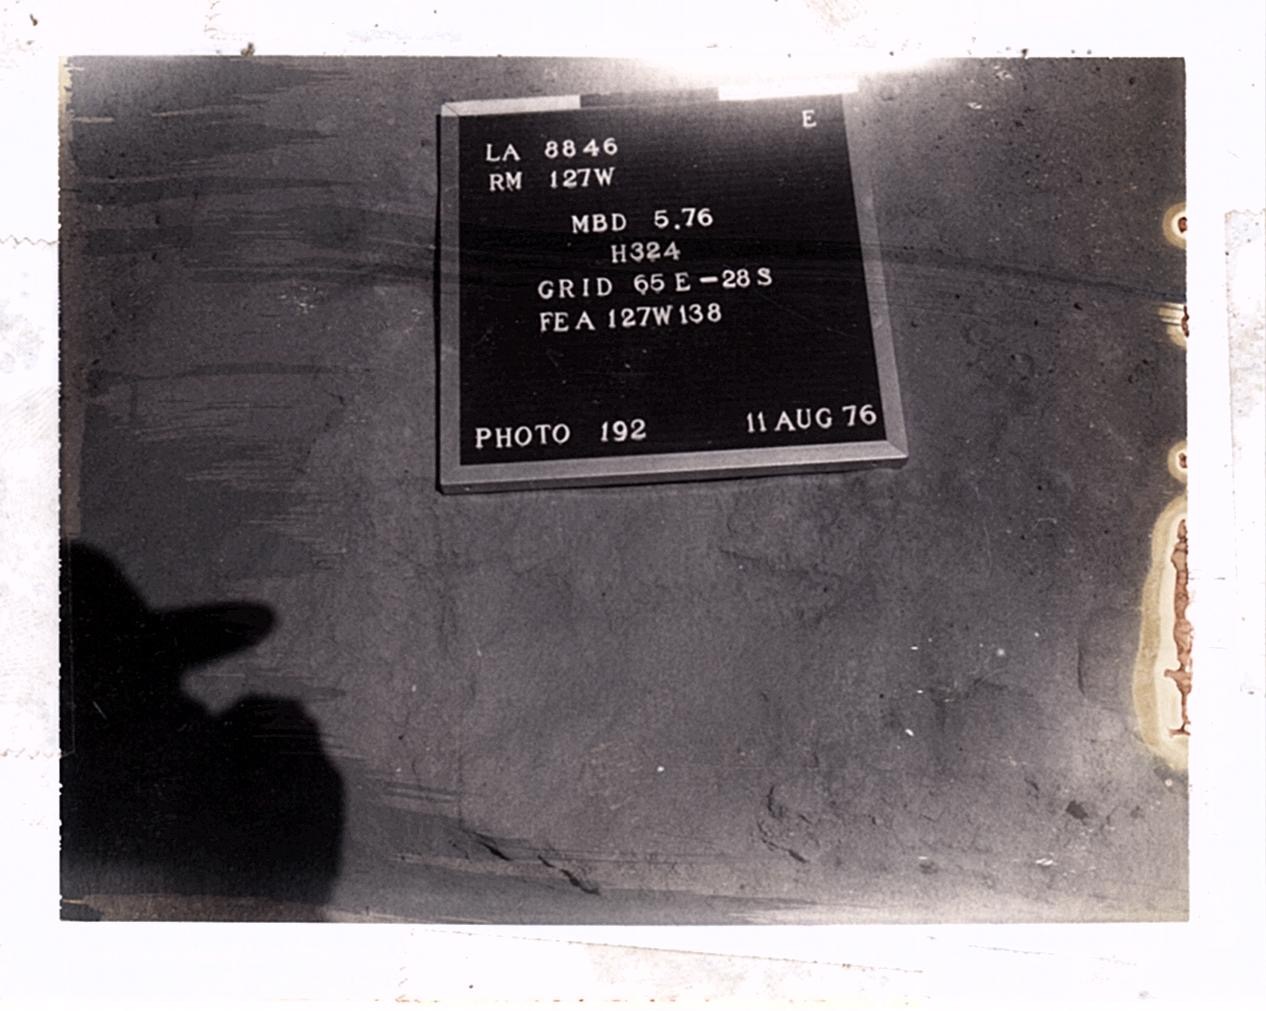 E
LA 8846
RM 127W
MBD 5.76
H324
GRID 65E-28S
FEA 127W138
PHOTO 192 11 AUG 76